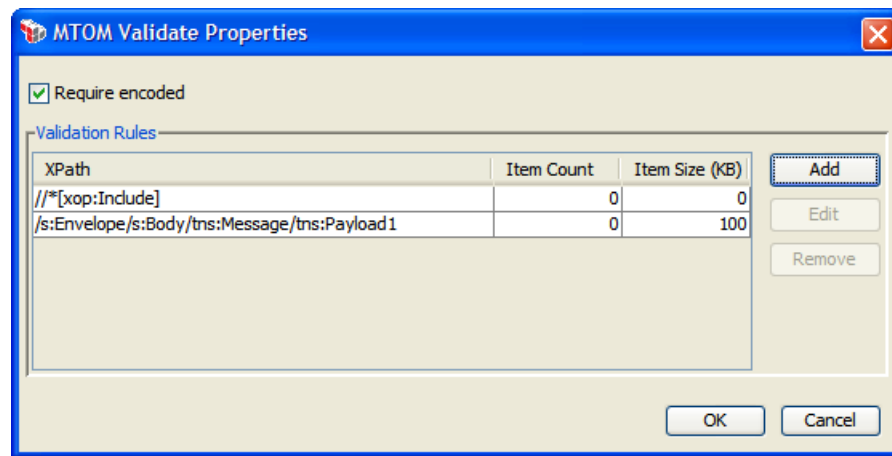 MTOM Validate Properties
Require encoded
Validation Rules
XPath Item Count Item Size (KB)
//*[xop:Include] 0 0
/s:Envelope/s:Body/tns:Message/tns:Payload1 0 100
Add
Edit
Remove
OK Cancel